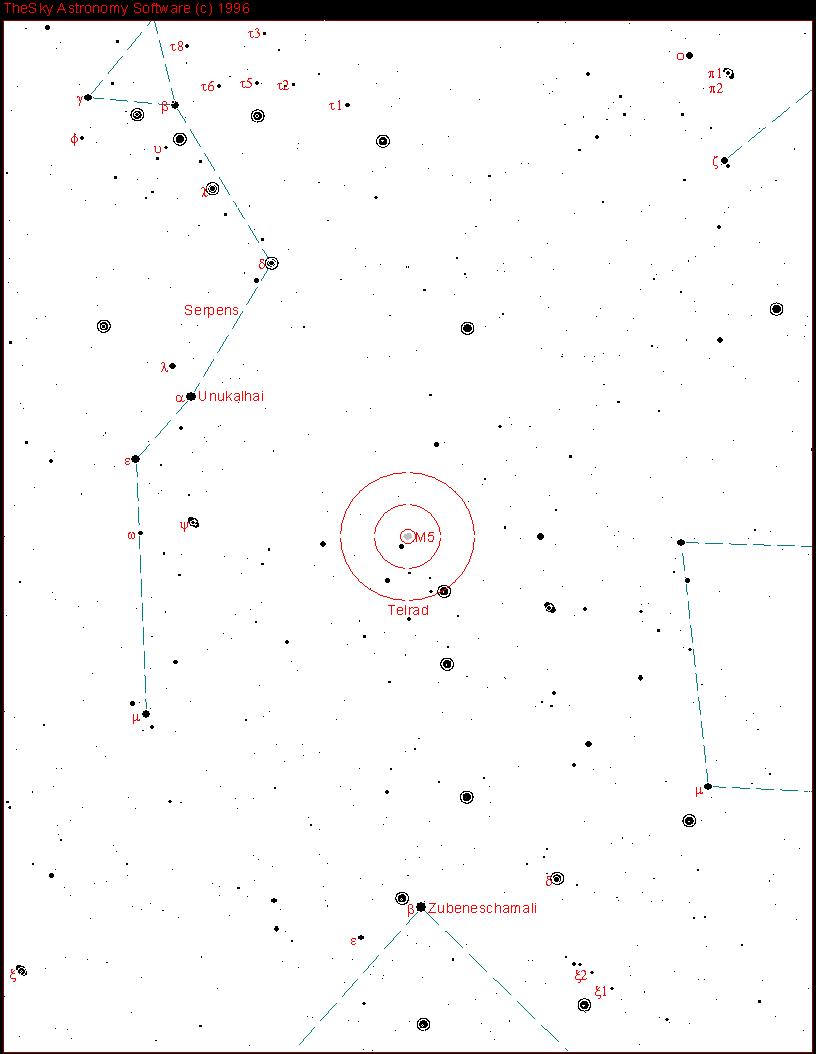 TheSky Astronomy Software (c) 1996
τ3
τ8
ο
π1
π2
τ6
τ5
τ2
γ
β
τ1
φ
υ
ζ
χ
δ
Serpens
λ
α Unukalhai
ε
ψ
ω
M5
Telrad
μ
μ
δ
β Zubeneschamali
ε
ξ
ξ2
ξ1